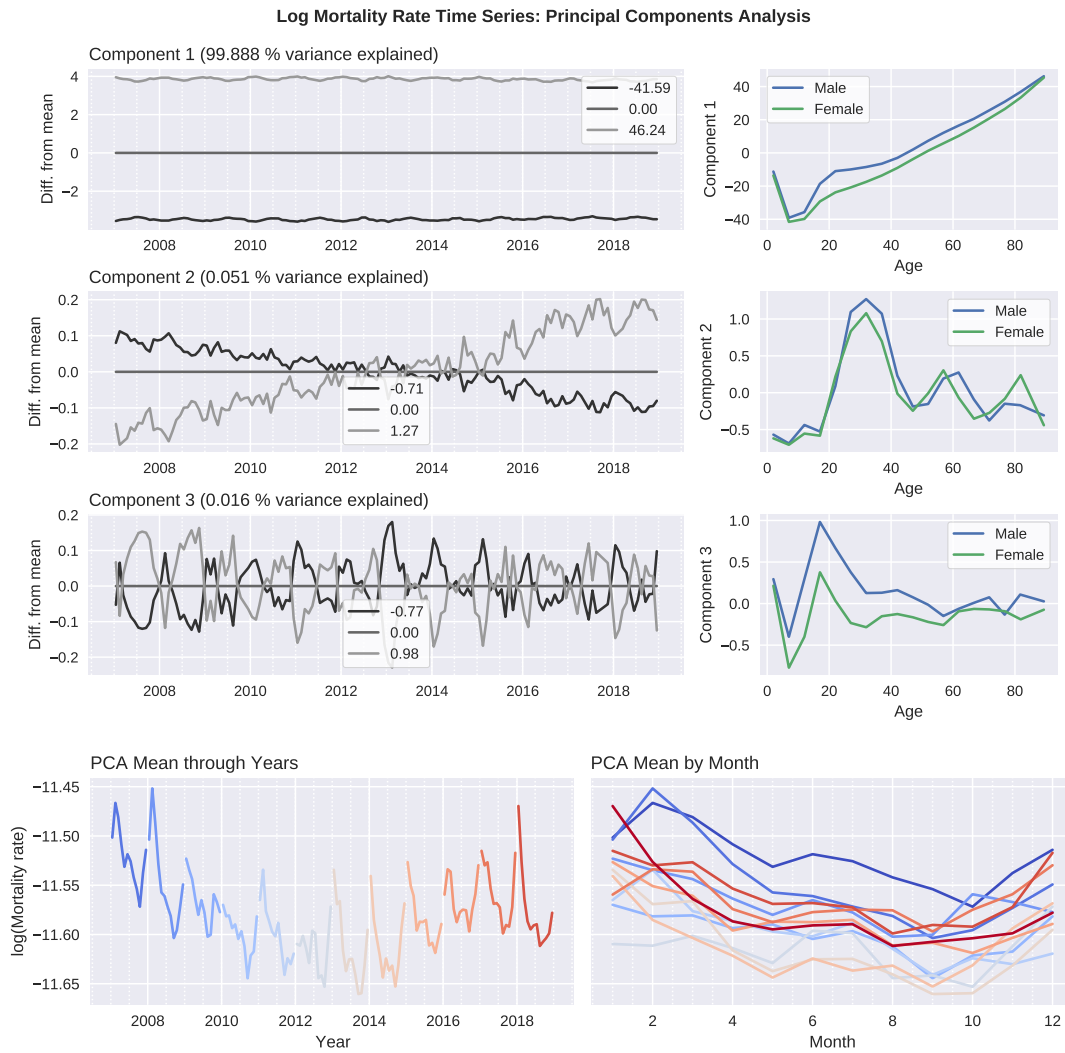 Log Mortality Rate Time Series: Principal Components Analysis
Component 1 (99.888 % variance explained)
Diff. from mean
4
2
0
−2
-41.59
0.00
46.24
2008 2010 2012 2014 2016 2018
Component 1
40
20
0
−20
−40
Male
Female
0 20 40 60 80
Age
Component 2 (0.051 % variance explained)
Diff. from mean
0.2
0.1
0.0
−0.1
−0.2
-0.71
0.00
1.27
2008 2010 2012 2014 2016 2018
Component 2
1.0
0.5
0.0
−0.5
Male
Female
0 20 40 60 80
Age
Component 3 (0.016 % variance explained)
Diff. from mean
0.2
0.1
0.0
−0.1
−0.2
-0.77
0.00
0.98
2008 2010 2012 2014 2016 2018
Component 3
1.0
0.5
0.0
−0.5
Male
Female
0 20 40 60 80
Age
PCA Mean through Years
log(Mortality rate)
−11.45
−11.50
−11.55
−11.60
−11.65
2008 2010 2012 2014 2016 2018
Year
PCA Mean by Month
2 4 6 8 10 12
Month